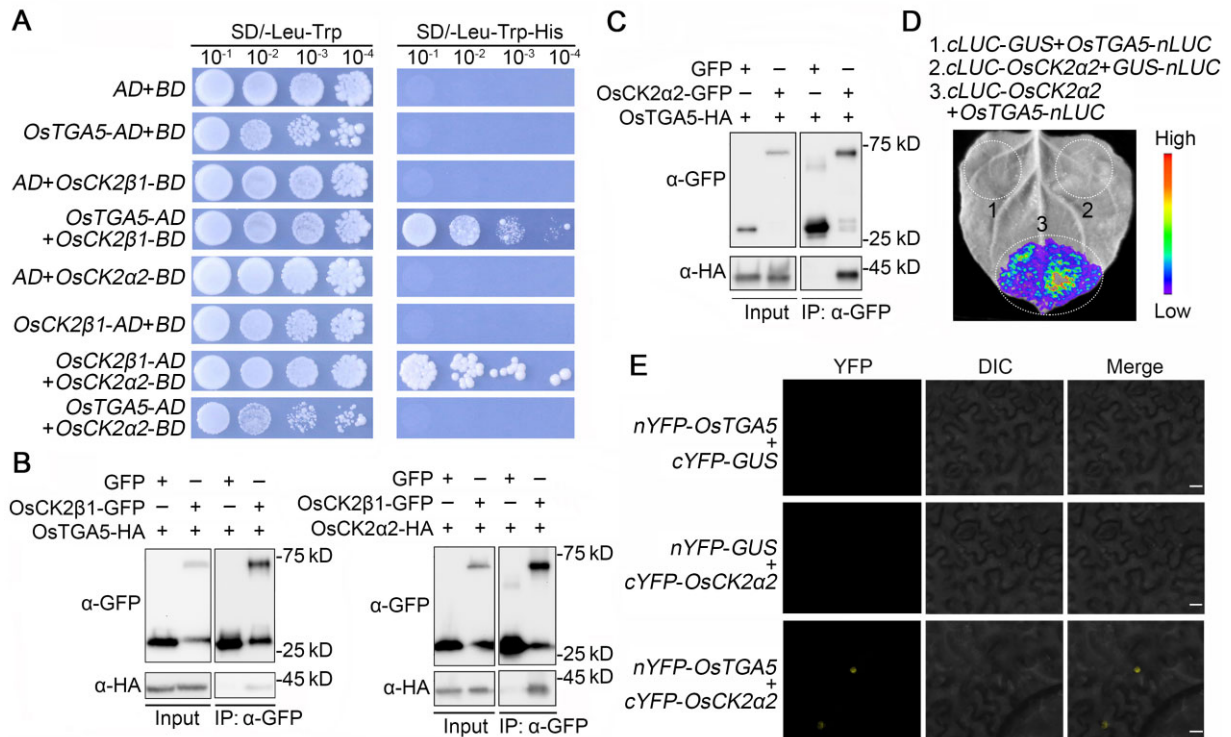 A
SD/-Leu-Trp
SD/-Leu-Trp-His
10-1 10-2 10-3 10-4
10-1 10-2 10-3 10-4
AD+BD
OsTGA5-AD+BD
AD+OsCK2β1-BD
OsTGA5-AD
+OsCK2β1-BD
AD+OsCK2α2-BD
OsCK2β1-AD+BD
OsCK2β1-AD
+OsCK2α2-BD
OsTGA5-AD
+OsCK2α2-BD
B
GFP + − + −
OsCK2β1-GFP − + − +
OsTGA5-HA + + + +
α-GFP
-75 kD
-25 kD
α-HA
-45 kD
Input IP: α-GFP
GFP + − + −
OsCK2β1-GFP − + − +
OsCK2α2-HA + + + +
α-GFP
-75 kD
-25 kD
α-HA
-45 kD
Input IP: α-GFP
C
GFP + − + −
OsCK2α2-GFP − + − +
OsTGA5-HA + + + +
α-GFP
-75 kD
-25 kD
α-HA
-45 kD
Input IP: α-GFP
D
1.cLUC-GUS+OsTGA5-nLUC
2.cLUC-OsCK2α2+GUS-nLUC
3.cLUC-OsCK2α2
+OsTGA5-nLUC
High
1
2
3
Low
E
YFP DIC Merge
nYFP-OsTGA5
+
cYFP-GUS
nYFP-GUS
+
cYFP-OsCK2α2
nYFP-OsTGA5
+
cYFP-OsCK2α2